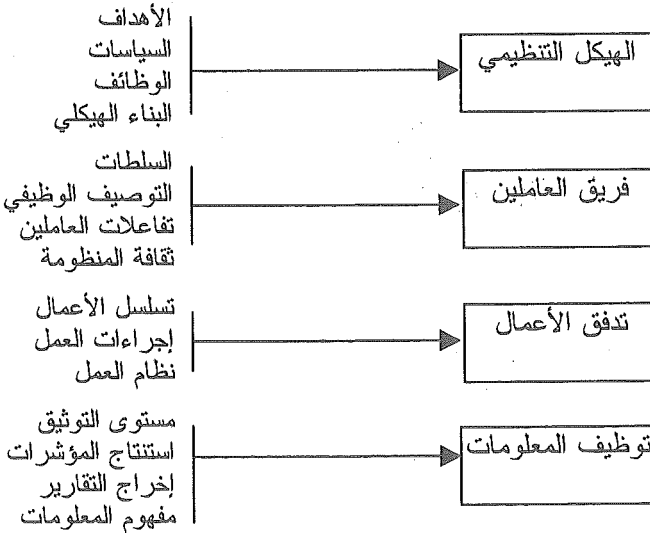 الهيكل التنظيمي
الأهداف
السياسات
الوظائف
البناء الهيكلي
فريق العاملين
السلطات
التوصيف الوظيفي
تفاعلات العاملين
ثقافة المنظومة
تدفق الأعمال
تسلسل الأعمال
إجراءات العمل
نظام العمل
توظيف المعلومات
مستوى التوثيق
استنتاج المؤشرات
إخراج التقارير
مفهوم المعلومات